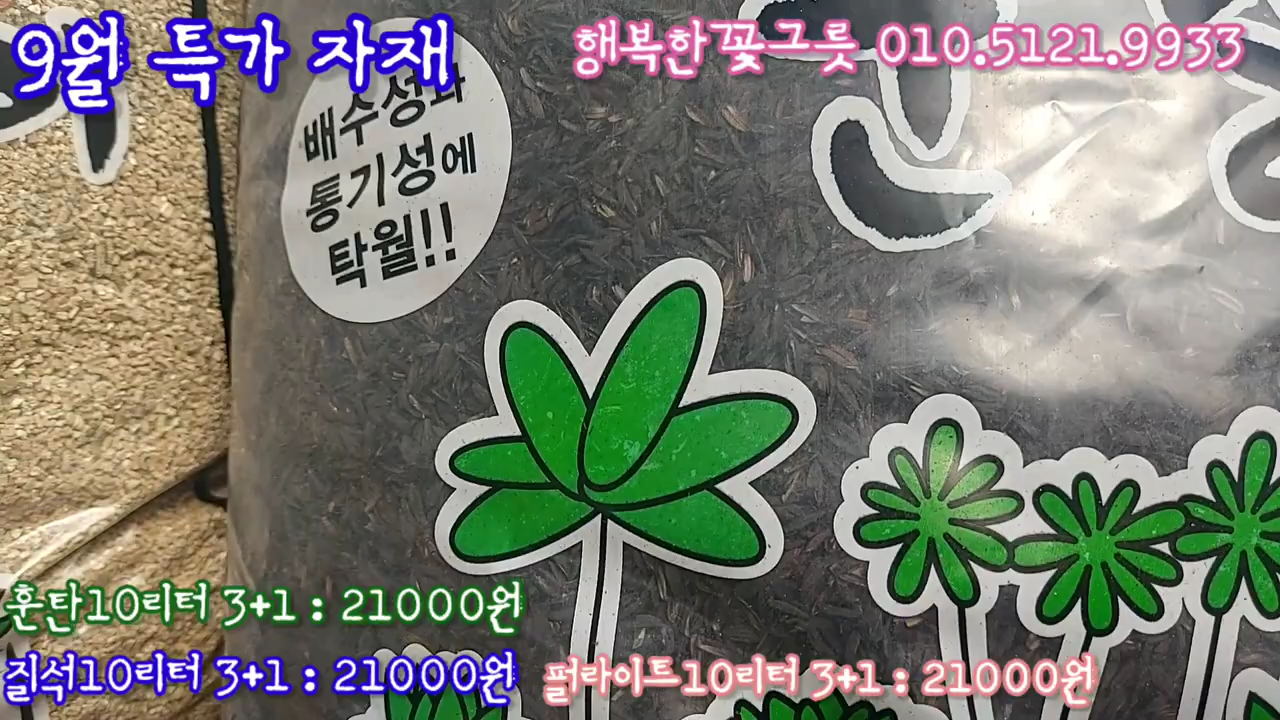 9월 특가 자재
행복한꽃그릇 010.5121.9933
배수성과
통기성에
탁월!!
훈탄10리터 3+1 : 21000원
질석10리터 3+1 : 21000원
펄라이트10리터 3+1 : 21000원